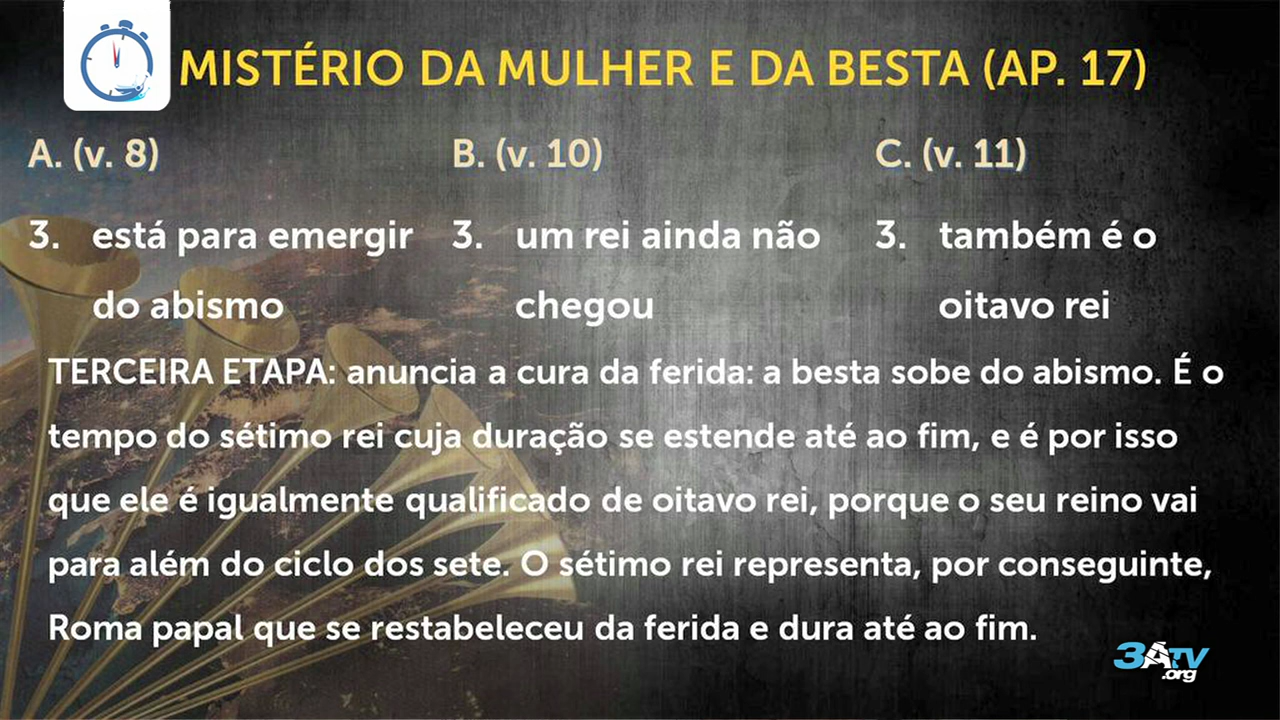 MISTÉRIO DA MULHER E DA BESTA (AP. 17)
A. (v. 8)
3. está para emergir
do abismo
B. (v. 10)
3. um rei ainda não
chegou
C. (v. 11)
3. também é o
oitavo rei
TERCEIRA ETAPA: anuncia a cura da ferida: a besta sobe do abismo. É o
tempo do sétimo rei cuja duração se estende até ao fim, e é por isso
que ele é igualmente qualificado de oitavo rei, porque o seu reino vai
para além do ciclo dos sete. O sétimo rei representa, por conseguinte,
Roma papal que se restabeleceu da ferida e dura até ao fim.
3ATV
.org